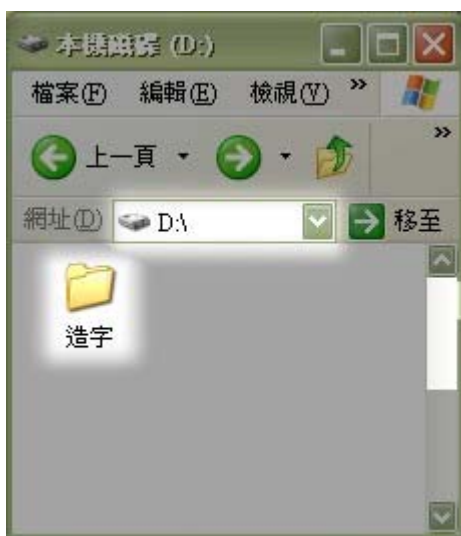 本機磁碟 (D:)
檔案(F) 編輯(E) 檢視(V) »
上一頁 »
網址(D) D:\ 移至
造字